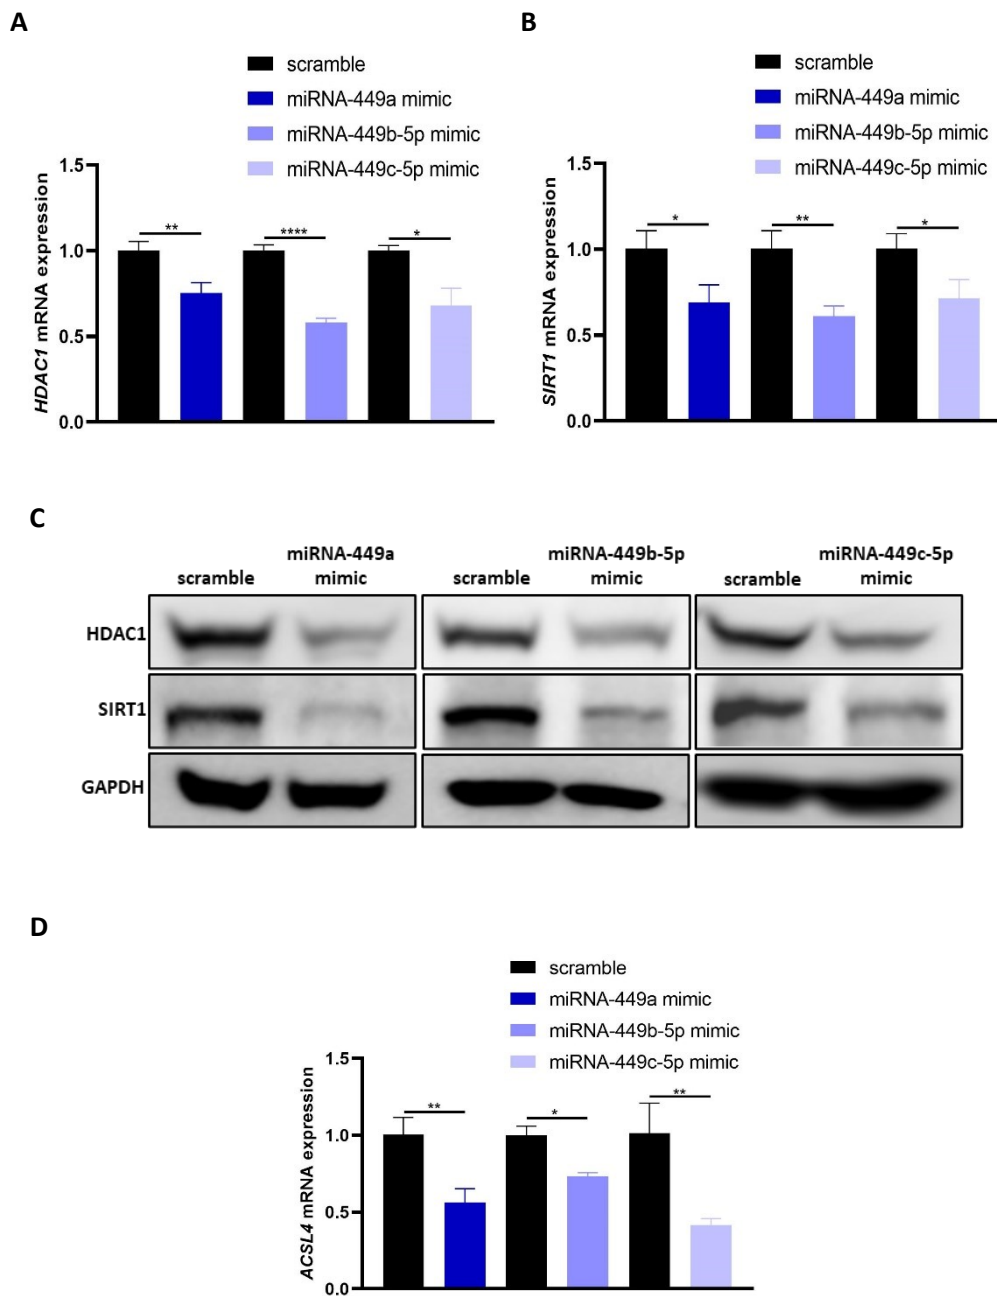 A
scramble
miRNA-449a mimic
miRNA-449b-5p mimic
miRNA-449c-5p mimic
HDAC1 mRNA expression
1.5
1.0
0.5
0.0
**
****
*
B
scramble
miRNA-449a mimic
miRNA-449b-5p mimic
miRNA-449c-5p mimic
SIRT1 mRNA expression
1.5
1.0
0.5
0.0
*
**
*
C
scramble
miRNA-449a
mimic
scramble
miRNA-449b-5p
mimic
scramble
miRNA-449c-5p
mimic
HDAC1
SIRT1
GAPDH
D
scramble
miRNA-449a mimic
miRNA-449b-5p mimic
miRNA-449c-5p mimic
ACSL4 mRNA expression
1.5
1.0
0.5
0.0
**
*
**